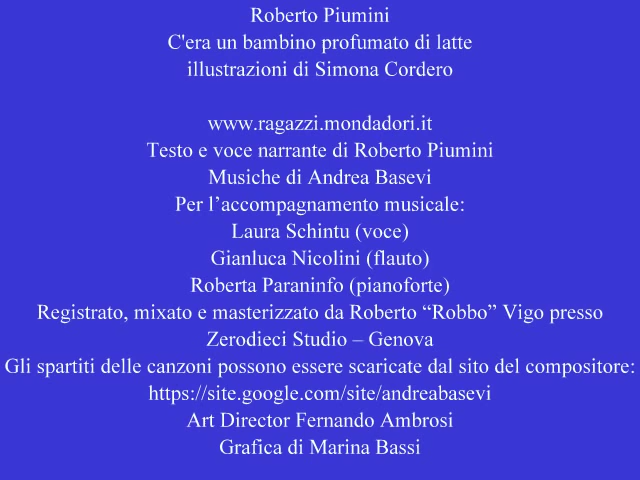 Roberto Piumini
C'era un bambino profumato di latte
illustrazioni di Simona Cordero
www.ragazzi.mondadori.it
Testo e voce narrante di Roberto Piumini
Musiche di Andrea Basevi
Per l’accompagnamento musicale:
Laura Schintu (voce)
Gianluca Nicolini (flauto)
Roberta Paraninfo (pianoforte)
Registrato, mixato e masterizzato da Roberto “Robbo” Vigo presso
Zerodieci Studio – Genova
Gli spartiti delle canzoni possono essere scaricate dal sito del compositore:
https://site.google.com/site/andreabasevi
Art Director Fernando Ambrosi
Grafica di Marina Bassi